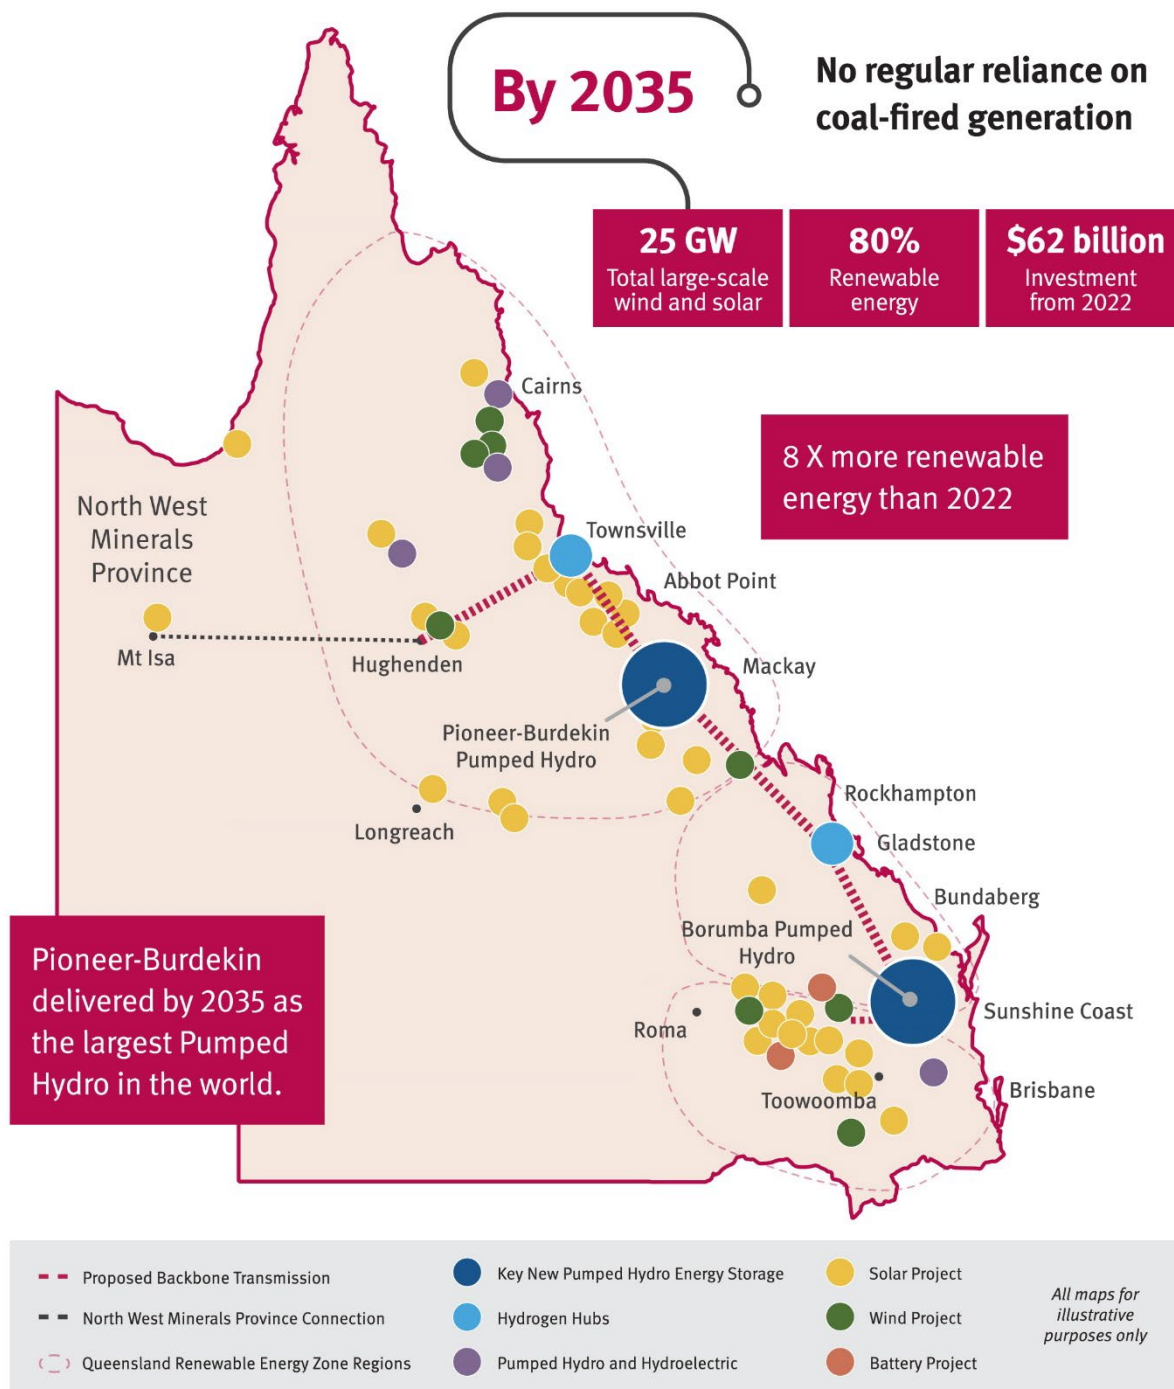 By 2035
No regular reliance on
coal-fired generation
25 GW
Total large-scale
wind and solar
80%
Renewable
energy
$62 billion
Investment
from 2022
Cairns
8 X more renewable
energy than 2022
North West
Minerals
Province
Townsville
Abbot Point
Mt Isa
Hughenden
Mackay
Pioneer-Burdekin
Pumped Hydro
Rockhampton
Longreach
Gladstone
Bundaberg
Borumba Pumped
Hydro
Pioneer-Burdekin
delivered by 2035 as
the largest Pumped
Hydro in the world.
Sunshine Coast
Roma
Brisbane
Toowoomba
Proposed Backbone Transmission
North West Minerals Province Connection
Queensland Renewable Energy Zone Regions
Key New Pumped Hydro Energy Storage
Hydrogen Hubs
Pumped Hydro and Hydroelectric
Solar Project
Wind Project
Battery Project
All maps for
illustrative
purposes only